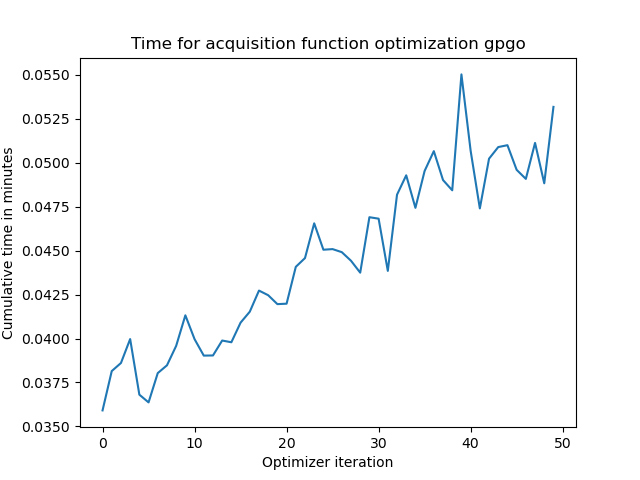 Time for acquisition function optimization gpgo
Cumulative time in minutes
0.0550
0.0525
0.0500
0.0475
0.0450
0.0425
0.0400
0.0375
0.0350
0 10 20 30 40 50
Optimizer iteration